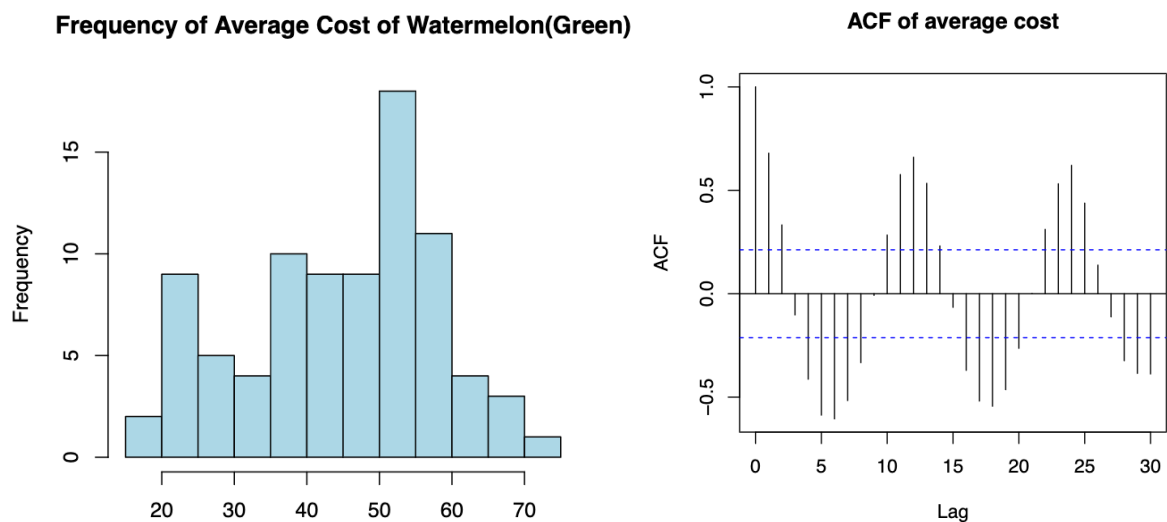 Frequency of Average Cost of Watermelon(Green)
Frequency
0
5
10
15
20 30 40 50 60 70
ACF of average cost
ACF
1.0
0.5
0.0
−0.5
0 5 10 15 20 25 30
Lag